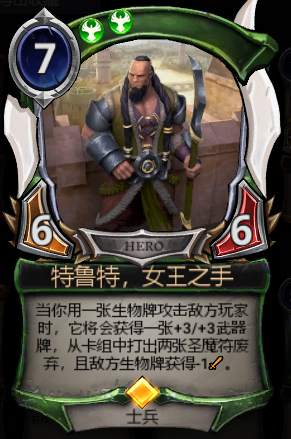 7
6
HERO
6
特鲁特，女王之手
当你用一张生物牌攻击敌方玩家
时，它将会获得一张+3/+3武器
牌，从卡组中打出两张圣魔符废
弃，且敌方生物牌获得-1。
士兵